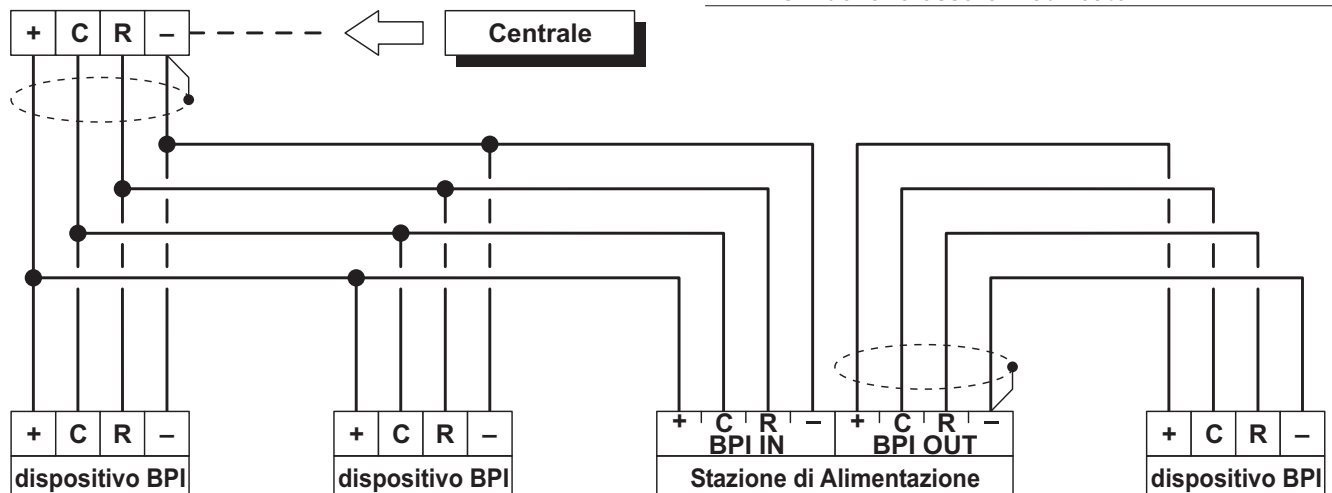 + C R – Centrale
+ C R – + C R – + C R – + C R – + C R –
BPI IN BPI OUT
dispositivo BPI dispositivo BPI Stazione di Alimentazione dispositivo BPI